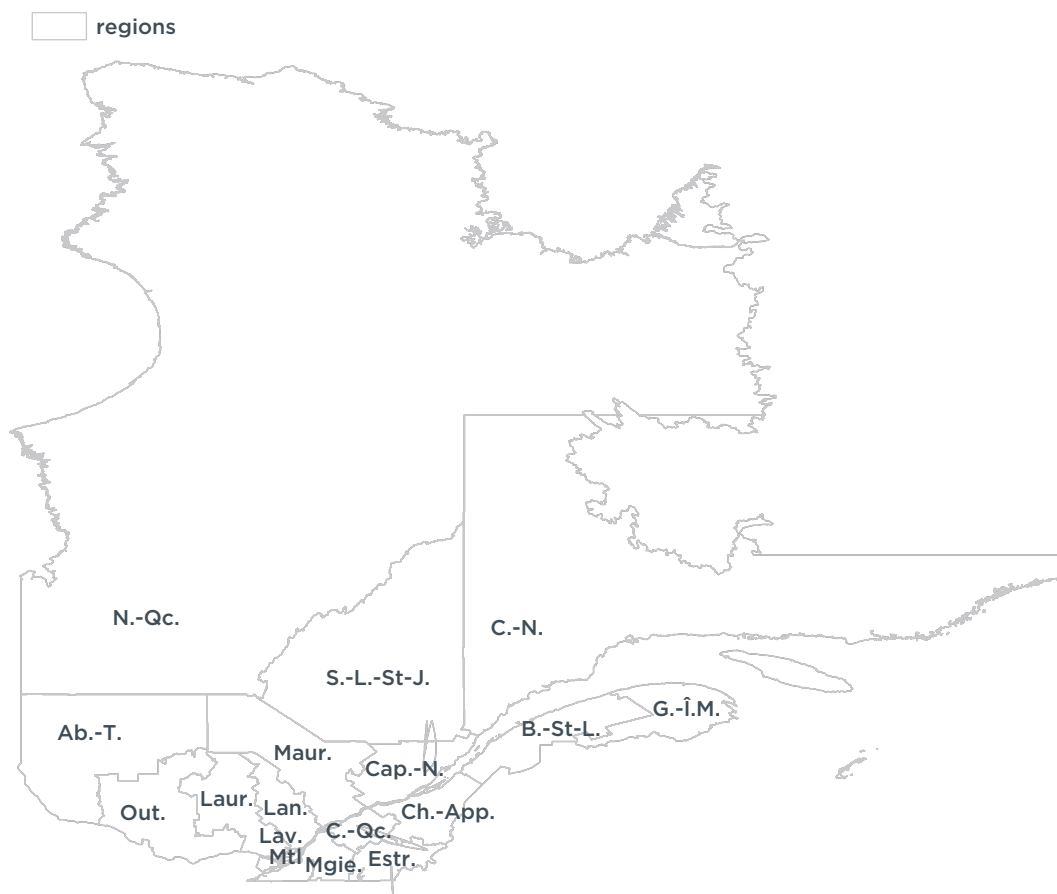 regions
N.-Qc.
C.-N.
S.-L.-St-J.
G.-Î.M.
B.-St-L.
Ab.-T.
Maur.
Cap.-N.
Laur.
Lan.
Out.
Ch.-App.
C.-Qc.
Lav.
Mtl
Mgie.
Estr.